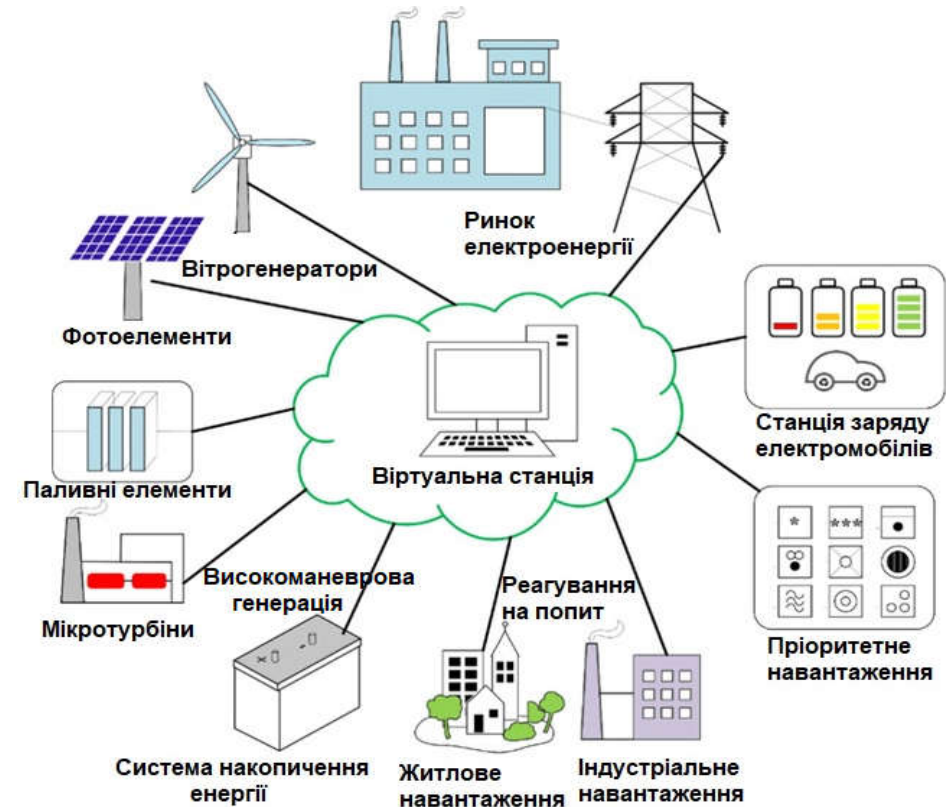 Ринок
електроенергії
Вітрогенератори
Фотоелементи
Станція заряду
електромобілів
Віртуальна станція
Паливні елементи
Високоманеврова
генерація
Реагування
на попит
Мікротурбіни
Пріоритетне
навантаження
Система накопичення
енергії
Житлове
навантаження
Індустріальне
навантаження